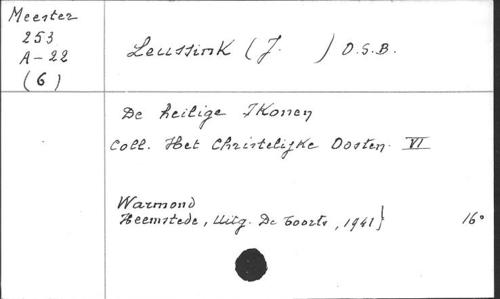 Meester
253
A-22
(6)
Leussink (J. ) O.S.B.
De heilige Ikonen
Coll. Het Christelijke Oosten. VI
Warmond
Heemstede, Uitg. De Toorts, 1941} 16°